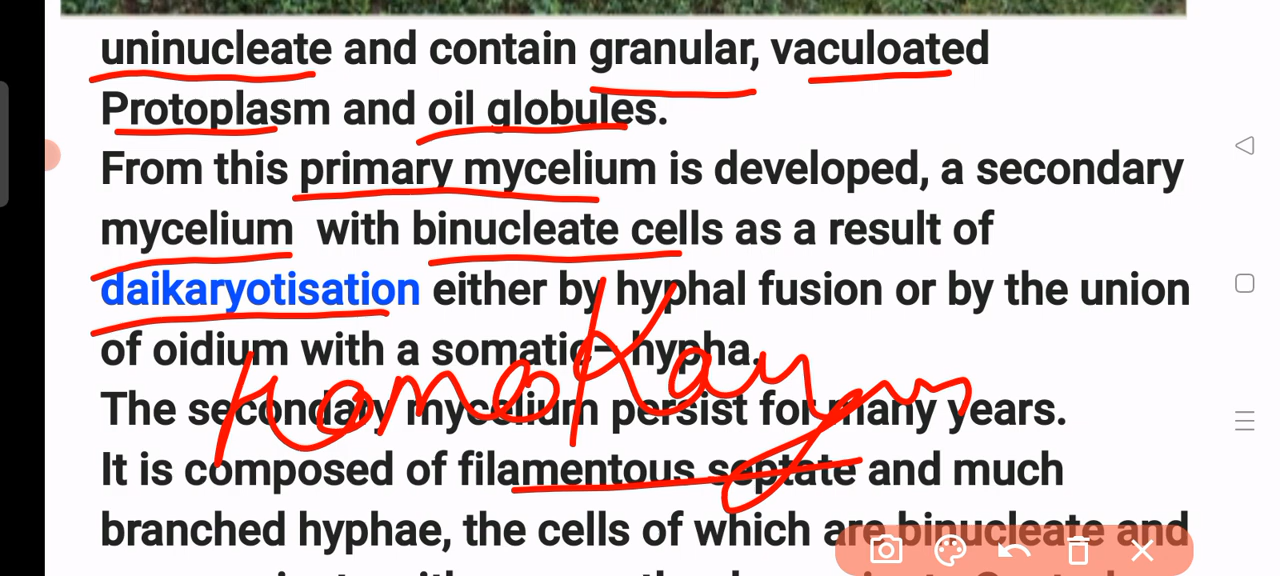 uninucleate and contain granular, vaculoated
Protoplasm and oil globules.
From this primary mycelium is developed, a secondary
mycelium with binucleate cells as a result of
daikaryotisation either by hyphal fusion or by the union
of oidium with a somatic hypha.
The secondary mycelium persist for many years.
It is composed of filamentous septate and much
branched hyphae, the cells of which are binucleate and